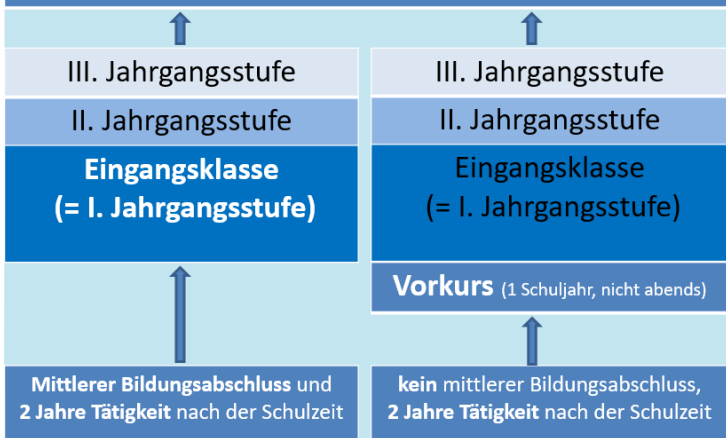 III. Jahrgangsstufe
II. Jahrgangsstufe
Eingangsklasse
(= I. Jahrgangsstufe)
Mittlerer Bildungsabschluss und
2 Jahre Tätigkeit nach der Schulzeit
III. Jahrgangsstufe
II. Jahrgangsstufe
Eingangsklasse
(= I. Jahrgangsstufe)
Vorkurs (1 Schuljahr, nicht abends)
kein mittlerer Bildungsabschluss,
2 Jahre Tätigkeit nach der Schulzeit